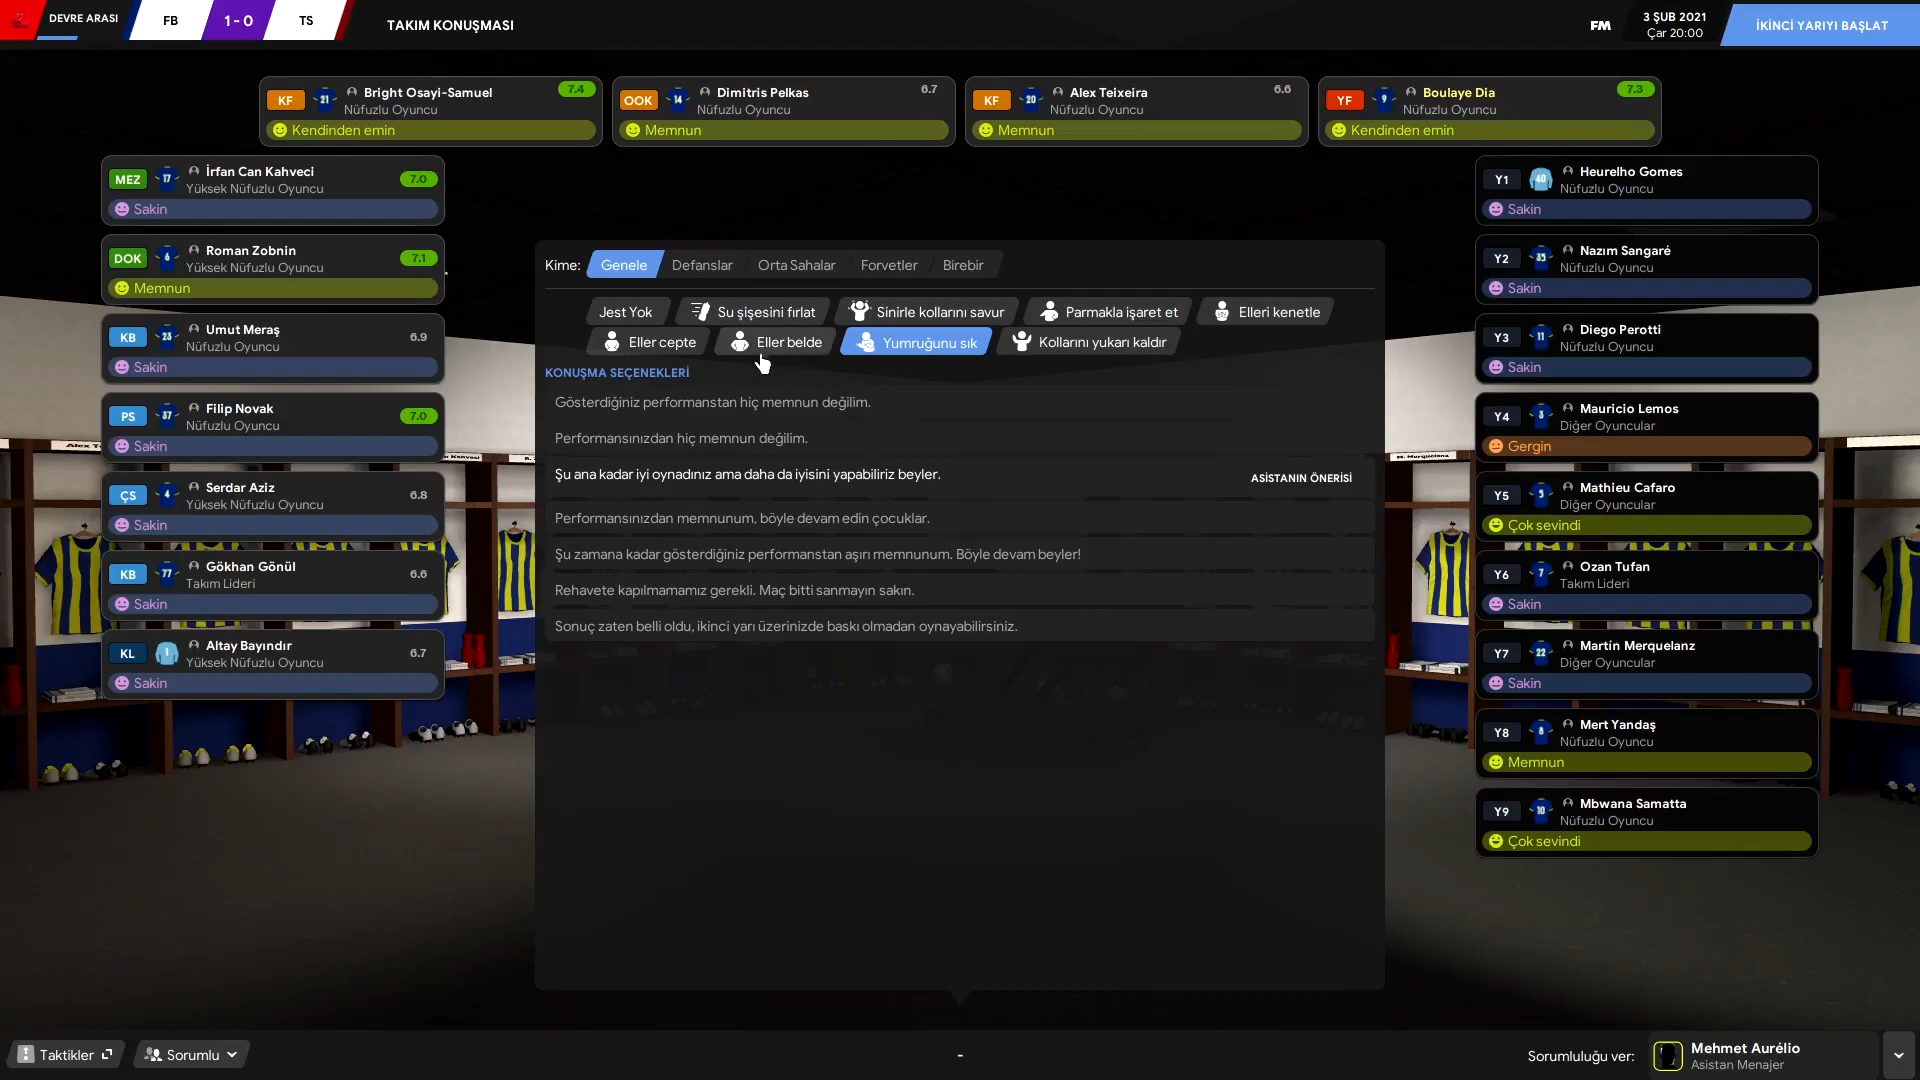 DEVRE ARASI
FB
1 - 0
TS
TAKIM KONUŞMASI
FM
3 ŞUB 2021
Çar 20:00
İKİNCİ YARIYI BAŞLAT
KF
21
Bright Osayi-Samuel
7.4
Nüfuzlu Oyuncu
Kendinden emin
OOK
14
Dimitris Pelkas
6.7
Nüfuzlu Oyuncu
Memnun
KF
20
Alex Teixeira
6.6
Nüfuzlu Oyuncu
Memnun
YF
9
Boulaye Dia
7.3
Nüfuzlu Oyuncu
Kendinden emin
MEZ
17
İrfan Can Kahveci
7.0
Yüksek Nüfuzlu Oyuncu
Sakin
DOK
6
Roman Zobnin
7.1
Yüksek Nüfuzlu Oyuncu
Memnun
KB
23
Umut Meraş
6.9
Nüfuzlu Oyuncu
Sakin
PS
37
Filip Novak
7.0
Nüfuzlu Oyuncu
Sakin
ÇS
4
Serdar Aziz
6.8
Yüksek Nüfuzlu Oyuncu
Sakin
KB
77
Gökhan Gönül
6.6
Takım Lideri
Sakin
KL
1
Altay Bayındır
6.7
Yüksek Nüfuzlu Oyuncu
Sakin
Kime:
Genele
Defanslar
Orta Sahalar
Forvetler
Birebir
Jest Yok
Su şişesini fırlat
Sinirle kollarını savur
Parmakla işaret et
Elleri kenetle
Eller cepte
Eller belde
Yumruğunu sık
Kollarını yukarı kaldır
KONUŞMA SEÇENEKLERİ
Gösterdiğiniz performanstan hiç memnun değilim.
Performansınızdan hiç memnun değilim.
Şu ana kadar iyi oynadınız ama daha da iyisini yapabiliriz beyler.
ASİSTANIN ÖNERİSİ
Performansınızdan memnunum, böyle devam edin çocuklar.
Şu zamana kadar gösterdiğiniz performanstan aşırı memnunum. Böyle devam beyler!
Rehavete kapılmamamız gerekli. Maç bitti sanmayın sakın.
Sonuç zaten belli oldu, ikinci yarı üzerinizde baskı olmadan oynayabilirsiniz.
Y1
40
Heurelho Gomes
Nüfuzlu Oyuncu
Sakin
Y2
Nazım Sangaré
Nüfuzlu Oyuncu
Sakin
Y3
11
Diego Perotti
Nüfuzlu Oyuncu
Sakin
Y4
3
Mauricio Lemos
Diğer Oyuncular
Gergin
Y5
5
Mathieu Cafaro
Diğer Oyuncular
Çok sevindi
Y6
7
Ozan Tufan
Takım Lideri
Sakin
Y7
22
Martín Merquelanz
Diğer Oyuncular
Sakin
Y8
8
Mert Yandaş
Nüfuzlu Oyuncu
Memnun
Y9
10
Mbwana Samatta
Nüfuzlu Oyuncu
Çok sevindi
M. Merquelanz
Taktikler
Sorumlu
-
Sorumluluğu ver:
Mehmet Aurélio
Asistan Menajer